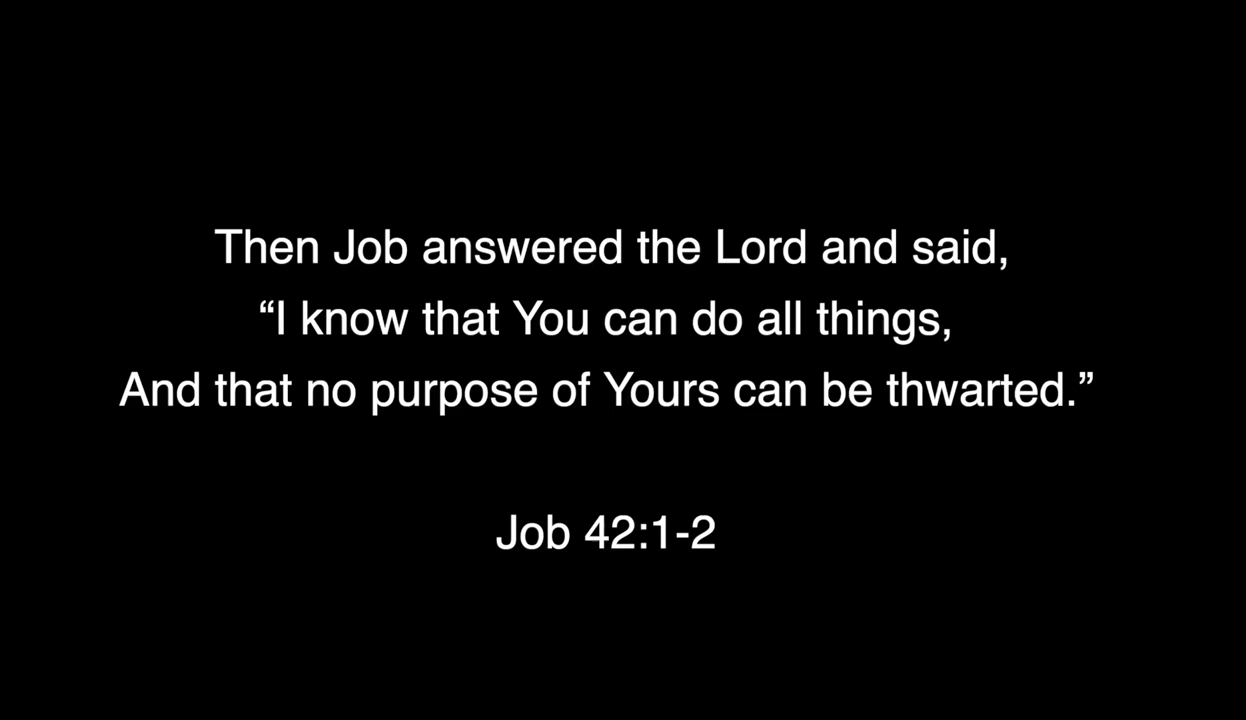 Then Job answered the Lord and said,
“I know that You can do all things,
And that no purpose of Yours can be thwarted.”
Job 42:1-2